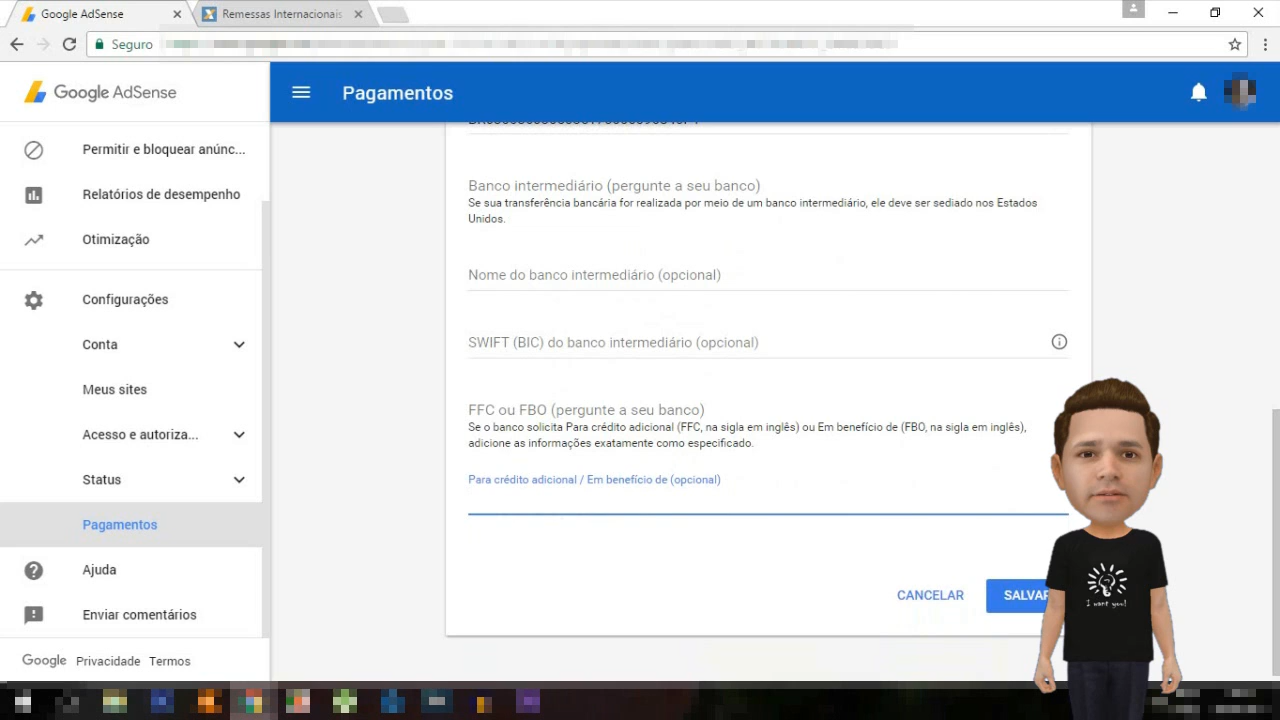 Google AdSense
Remessas Internacionais
Seguro
Google AdSense
Pagamentos
Permitir e bloquear anúnc...
Relatórios de desempenho
Otimização
Configurações
Conta
Meus sites
Acesso e autoriza...
Status
Pagamentos
Ajuda
Enviar comentários
Google Privacidade Termos
Banco intermediário (pergunte a seu banco)
Se sua transferência bancária for realizada por meio de um banco intermediário, ele deve ser sediado nos Estados
Unidos.
Nome do banco intermediário (opcional)
SWIFT (BIC) do banco intermediário (opcional)
FFC ou FBO (pergunte a seu banco)
Se o banco solicita Para crédito adicional (FFC, na sigla em inglês) ou Em benefício de (FBO, na sigla em inglês),
adicione as informações exatamente como especificado.
Para crédito adicional / Em benefício de (opcional)
CANCELAR
SALVAR
I want you!